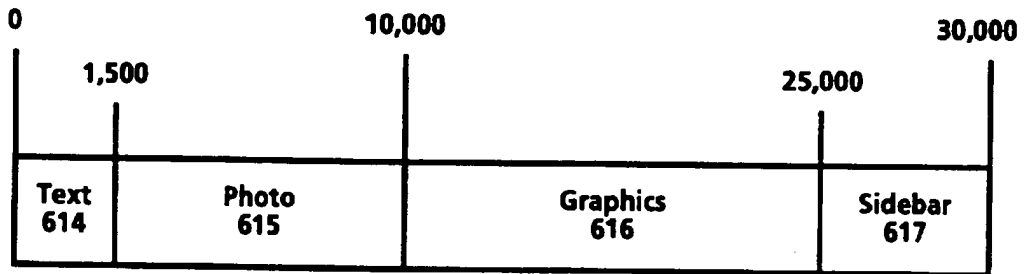 0
10,000
30,000
1,500
25,000
Text
614
Photo
615
Graphics
616
Sidebar
617